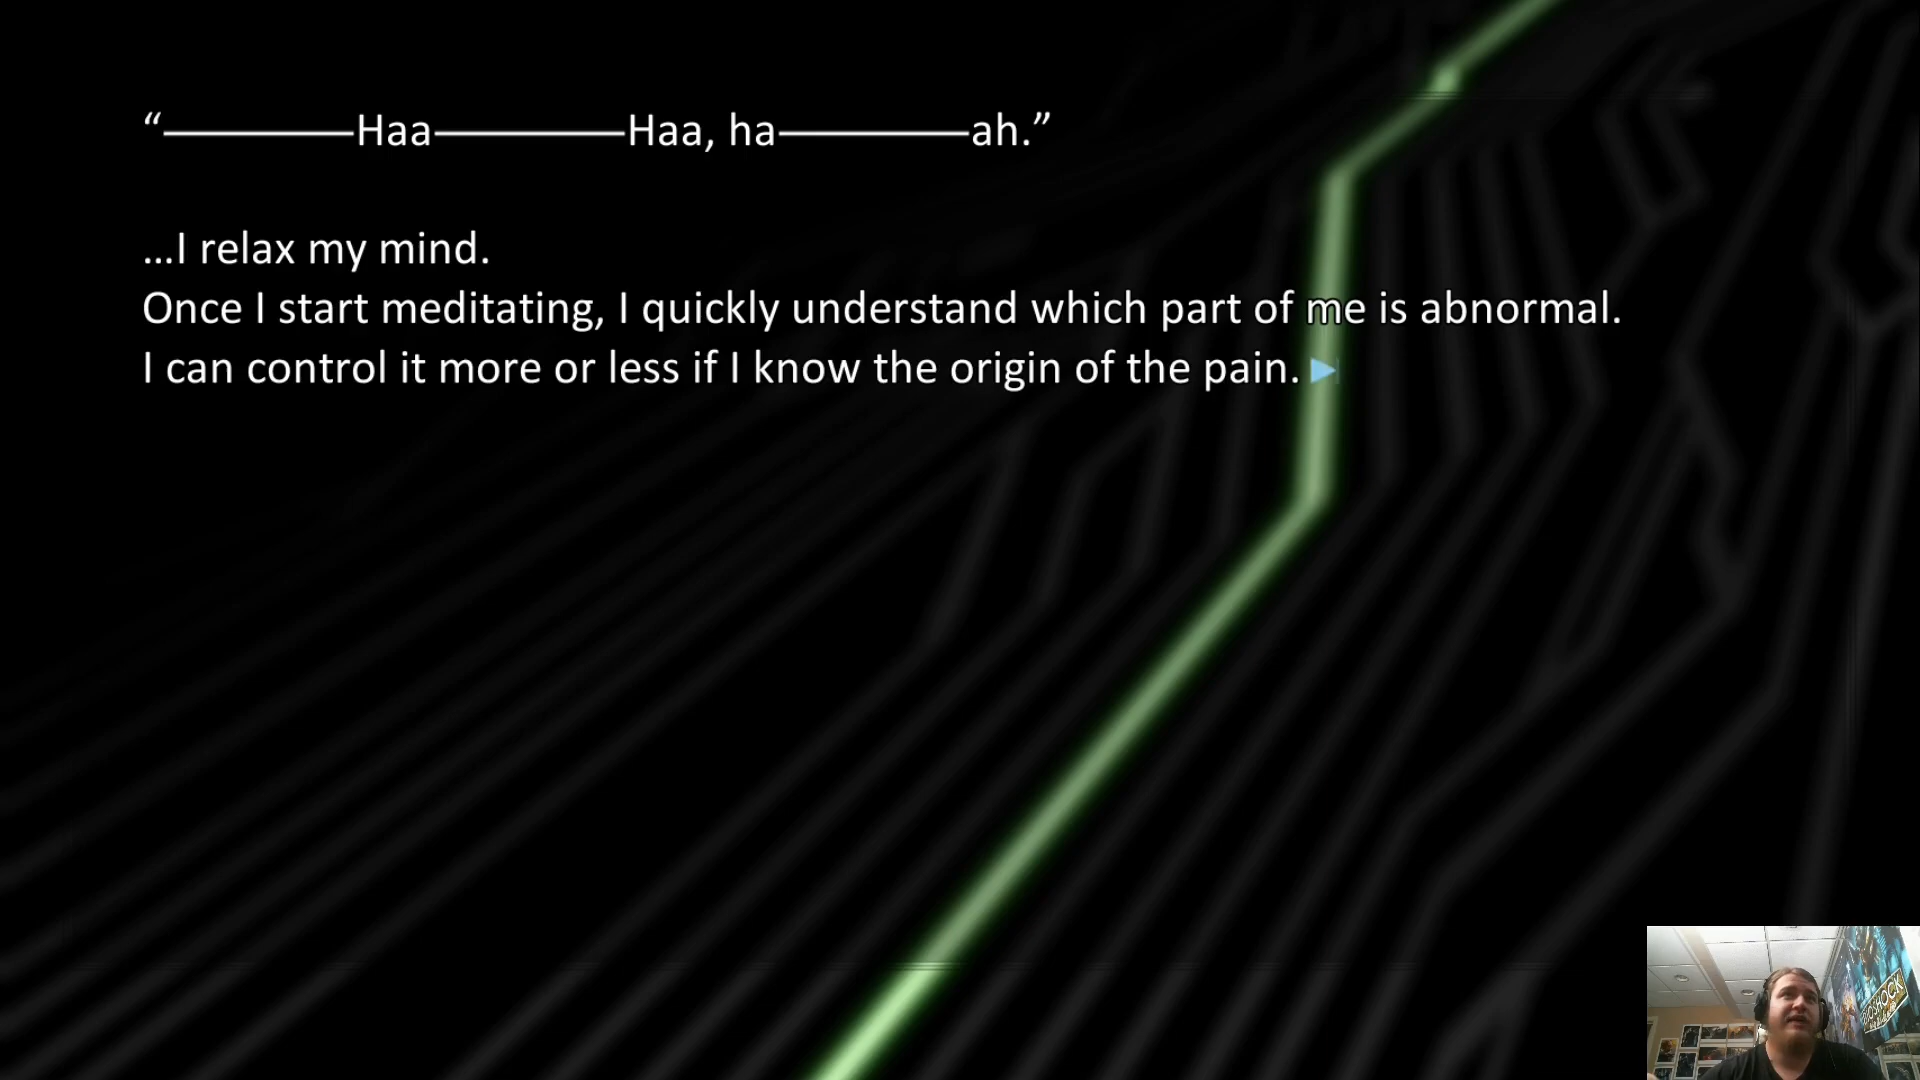 “————Haa————Haa, ha————ah.”
…I relax my mind.
Once I start meditating, I quickly understand which part of me is abnormal.
I can control it more or less if I know the origin of the pain.
BIOSHOCK